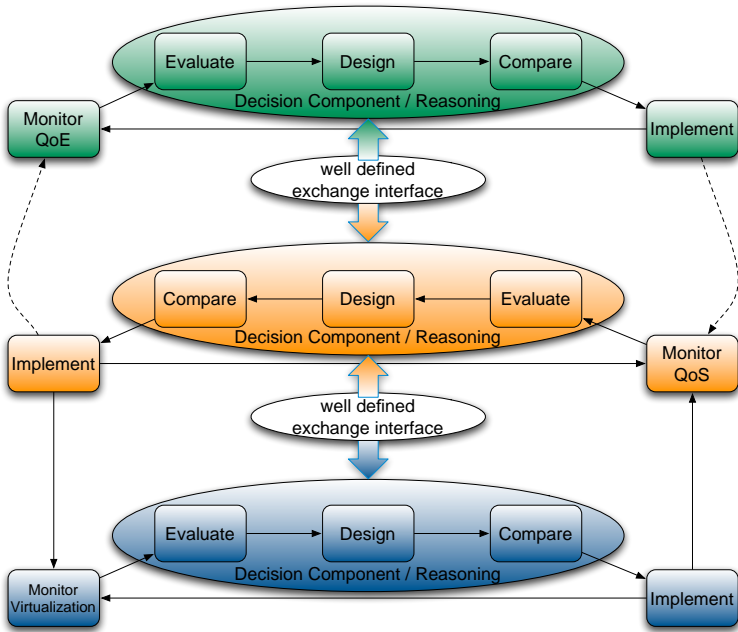 Evaluate
Design
Compare
Decision Component / Reasoning
Monitor
QoE
Implement
well defined
exchange interface
Compare
Design
Evaluate
Decision Component / Reasoning
Implement
Monitor
QoS
well defined
exchange interface
Evaluate
Design
Compare
Decision Component / Reasoning
Monitor
Virtualization
Implement